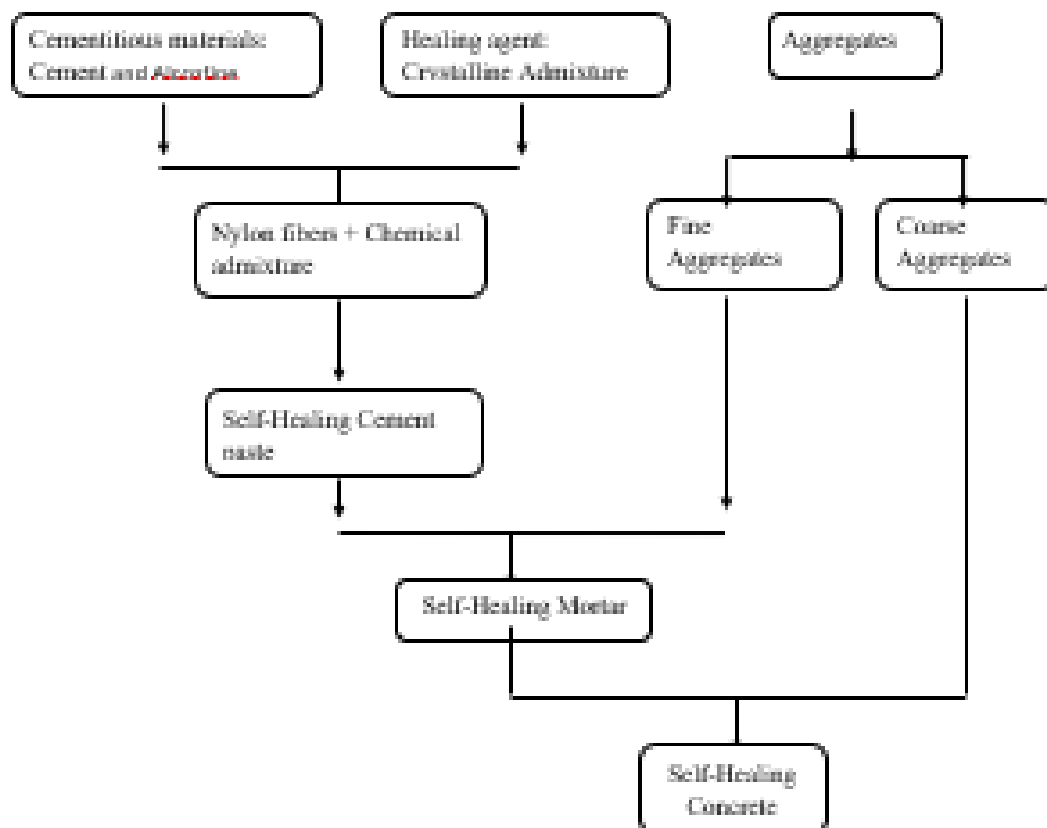 Cementitious materials:
Cement and
Healing agent:
Crystalline Admixture
Aggregates
Nylon fibers + Chemical
admixture
Fine
Aggregates
Coarse
Aggregates
Self-Healing Cement
paste
Self-Healing Mortar
Self-Healing
Concrete